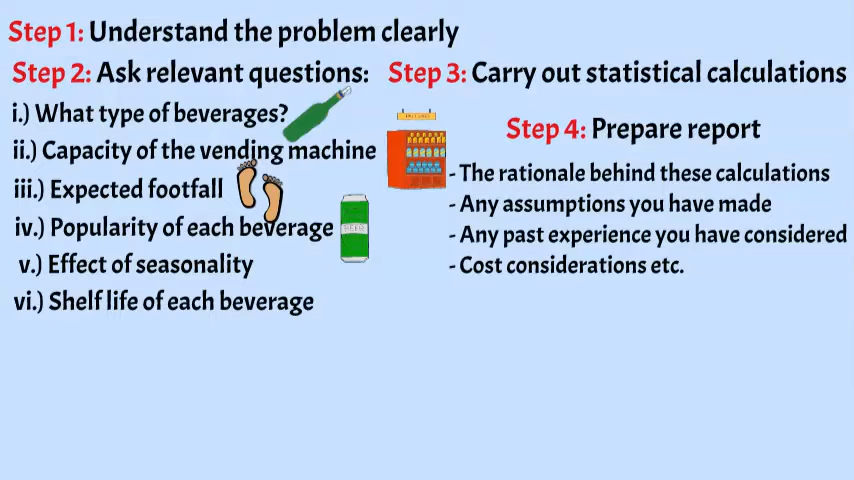 Step 1: Understand the problem clearly
Step 2: Ask relevant questions:
i.) What type of beverages?
ii.) Capacity of the vending machine
iii.) Expected footfall
iv.) Popularity of each beverage
v.) Effect of seasonality
vi.) Shelf life of each beverage
Step 3: Carry out statistical calculations
Step 4: Prepare report
- The rationale behind these calculations
- Any assumptions you have made
- Any past experience you have considered
- Cost considerations etc.
BEER